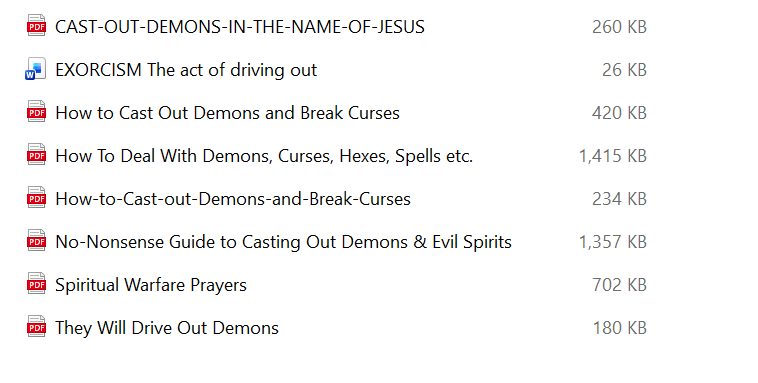 CAST-OUT-DEMONS-IN-THE-NAME-OF-JESUS 260 KB
EXORCISM The act of driving out 26 KB
How to Cast Out Demons and Break Curses 420 KB
How To Deal With Demons, Curses, Hexes, Spells etc. 1,415 KB
How-to-Cast-out-Demons-and-Break-Curses 234 KB
No-Nonsense Guide to Casting Out Demons & Evil Spirits 1,357 KB
Spiritual Warfare Prayers 702 KB
They Will Drive Out Demons 180 KB